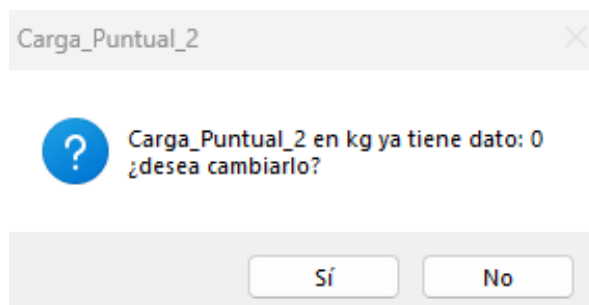 Carga_Puntual_2
Carga_Puntual_2 en kg ya tiene dato: 0
¿desea cambiarlo?
Sí
No